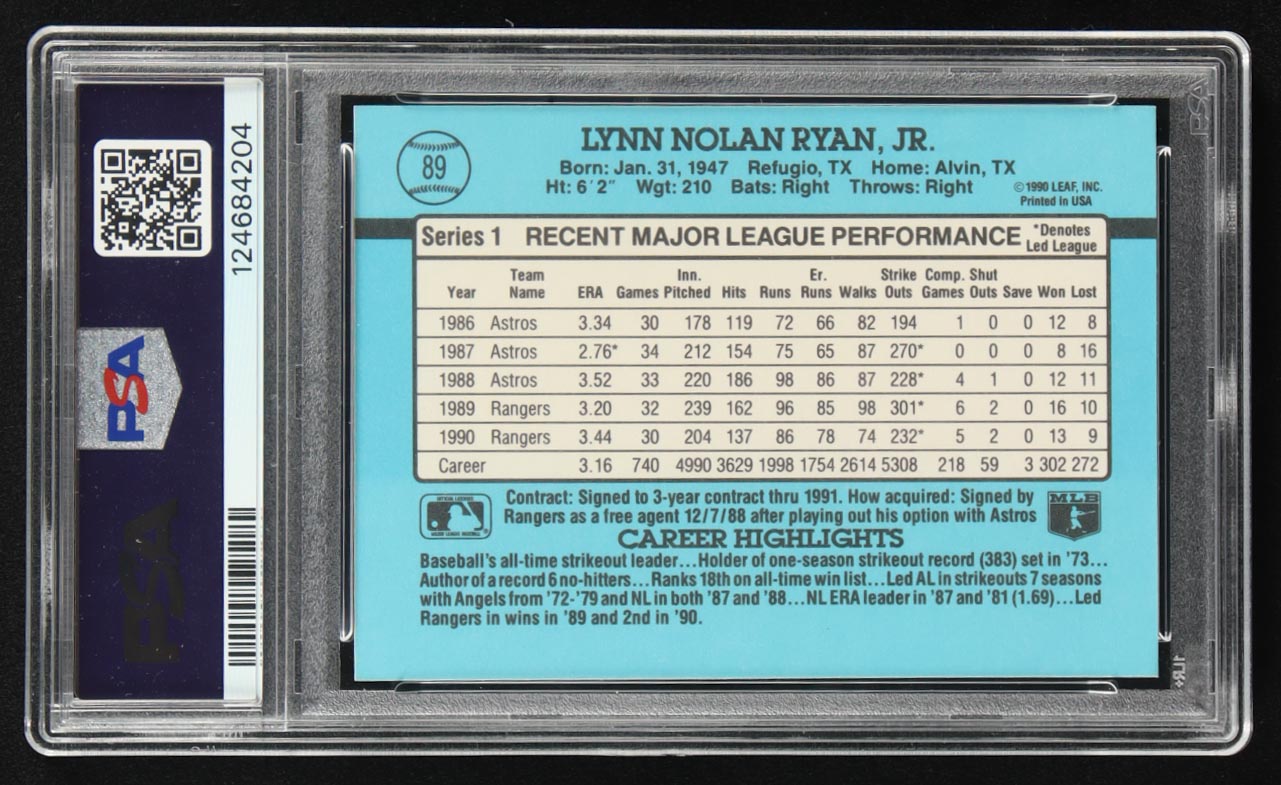 124684204
PSA
PSA
PSA
89
LYNN NOLAN RYAN, JR.
Born: Jan. 31, 1947 Refugio, TX Home: Alvin, TX
Ht: 6'2" Wgt: 210 Bats: Right Throws: Right
©1990 LEAF, INC.
Printed in USA
Series 1 RECENT MAJOR LEAGUE PERFORMANCE *Denotes Led League
Year Team Name ERA Games Inn. Pitched Hits Runs Er. Runs Walks Strike Outs Comp. Games Shut Outs Save Won Lost
1986 Astros 3.34 30 178 119 72 66 82 194 1 0 0 12 8
1987 Astros 2.76* 34 212 154 75 65 87 270* 0 0 0 8 16
1988 Astros 3.52 33 220 186 98 86 87 228* 4 1 0 12 11
1989 Rangers 3.20 32 239 162 96 85 98 301* 6 2 0 16 10
1990 Rangers 3.44 30 204 137 86 78 74 232* 5 2 0 13 9
Career 3.16 740 4990 3629 1998 1754 2614 5308 218 59 3 302 272
Contract: Signed to 3-year contract thru 1991. How acquired: Signed by
Rangers as a free agent 12/7/88 after playing out his option with Astros
MLB
CAREER HIGHLIGHTS
Baseball's all-time strikeout leader...Holder of one-season strikeout record (383) set in '73...
Author of a record 6 no-hitters...Ranks 18th on all-time win list...Led AL in strikeouts 7 seasons
with Angels from '72-'79 and NL in both '87 and '88...NL ERA leader in '87 and '81 (1.69)...Led
Rangers in wins in '89 and 2nd in '90.